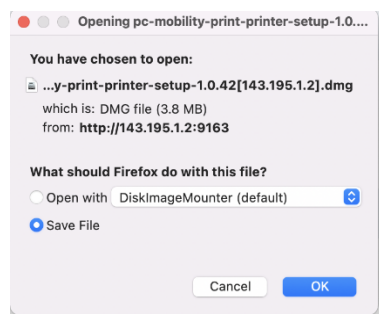 Opening pc-mobility-print-printer-setup-1.0....
You have chosen to open:
...y-print-printer-setup-1.0.42[143.195.1.2].dmg
which is: DMG file (3.8 MB)
from: http://143.195.1.2:9163
What should Firefox do with this file?
Open with DiskImageMounter (default)
Save File
Cancel OK